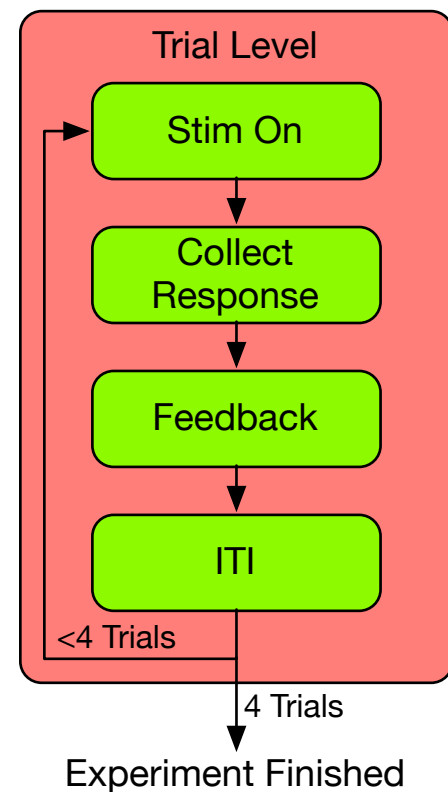 Trial Level
Stim On
Collect
Response
Feedback
ITI
<4 Trials
4 Trials
Experiment Finished